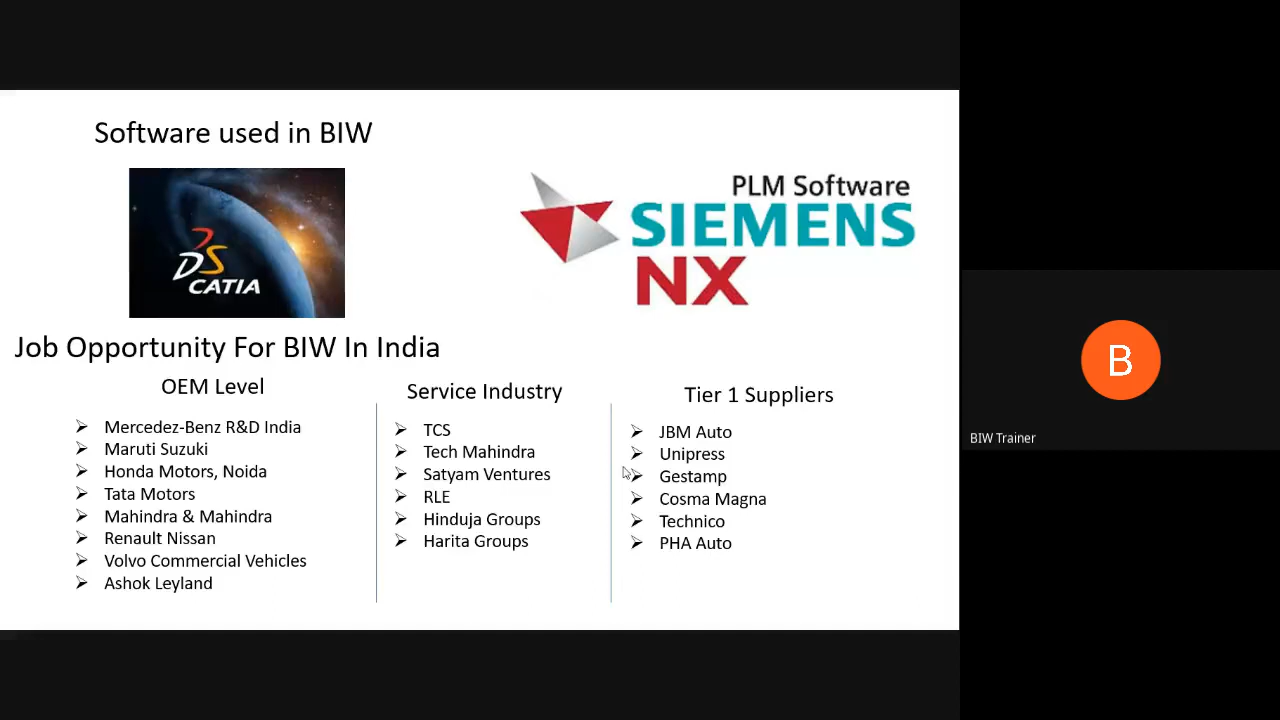 Software used in BIW
DS
CATIA
PLM Software
SIEMENS
NX
Job Opportunity For BIW In India
OEM Level
Mercedez-Benz R&D India
Maruti Suzuki
Honda Motors, Noida
Tata Motors
Mahindra & Mahindra
Renault Nissan
Volvo Commercial Vehicles
Ashok Leyland
Service Industry
TCS
Tech Mahindra
Satyam Ventures
RLE
Hinduja Groups
Harita Groups
Tier 1 Suppliers
JBM Auto
Unipress
Gestamp
Cosma Magna
Technico
PHA Auto
B
BIW Trainer